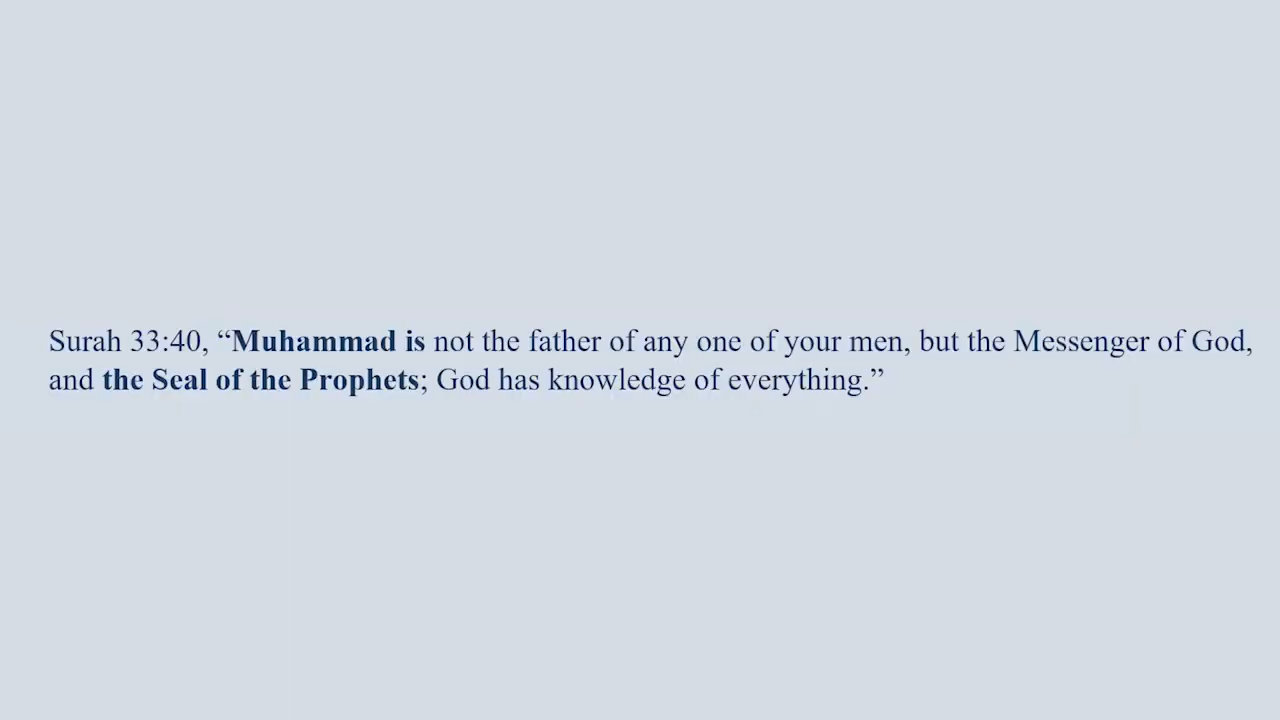 Surah 33:40, “Muhammad is not the father of any one of your men, but the Messenger of God,
and the Seal of the Prophets; God has knowledge of everything.”